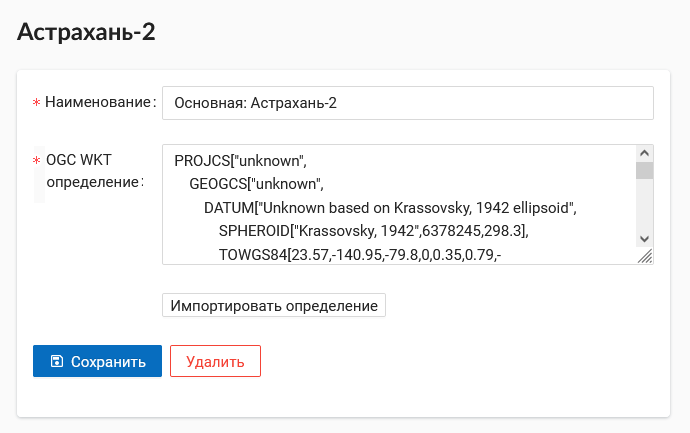 Астрахань-2
* Наименование: Основная: Астрахань-2
* OGC WKT определение:
PROJCS["unknown",
GEOGCS["unknown",
DATUM["Unknown based on Krassovsky, 1942 ellipsoid",
SPHEROID["Krassovsky, 1942",6378245,298.3],
TOWGS84[23.57,-140.95,-79.8,0,0.35,0.79,-
Импортировать определение
Сохранить Удалить